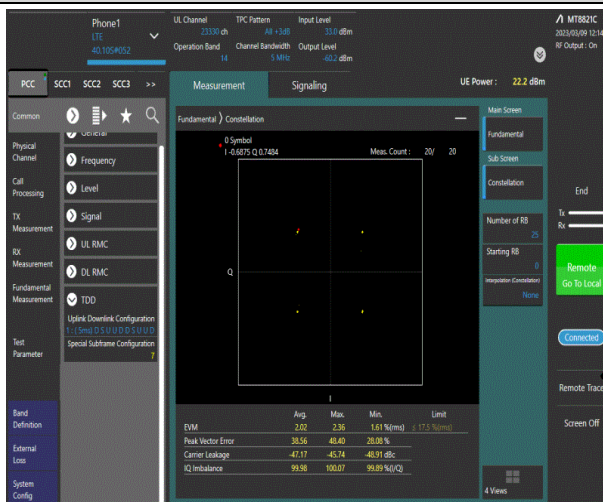 Phone1
LTE
40.105#052
UL Channel
23330 ch
TPC Pattern
All +3dB
Input Level
33.0 dBm
Operation Band
14
Channel Bandwidth
5 MHz
Output Level
-60.2 dBm
MT8821C
2023/03/09 12:14
RF Output : On
PCC
SCC1
SCC2
SCC3
>>
Measurement
Signaling
UE Power : 22.2 dBm
Common
Physical
Channel
Call
Processing
TX
Measurement
RX
Measurement
Fundamental
Measurement
Test
Parameter
Band
Definition
External
Loss
System
Config
General
Frequency
Level
Signal
UL RMC
DL RMC
TDD
Uplink Downlink Configuration
1 : ( 5ms) D S U U D D S U U D
Special Subframe Configuration
7
Fundamental ⟩ Constellation
0 Symbol
I -0.6875 Q 0.7484
Meas. Count : 20/ 20
Q
I
Avg. Max. Min. Limit
EVM 2.02 2.36 1.61 %(rms) ≤ 17.5 %(rms)
Peak Vector Error 38.56 48.40 28.08 %
Carrier Leakage -47.17 -45.74 -48.91 dBc
IQ Imbalance 99.98 100.07 99.89 %(I/Q)
Main Screen
Fundamental
Sub Screen
Constellation
Number of RB
25
Starting RB
0
Interpolation (Constellation)
None
4 Views
End
Tx
Rx
Remote
Go To Local
Connected
Remote Trace
Screen Off